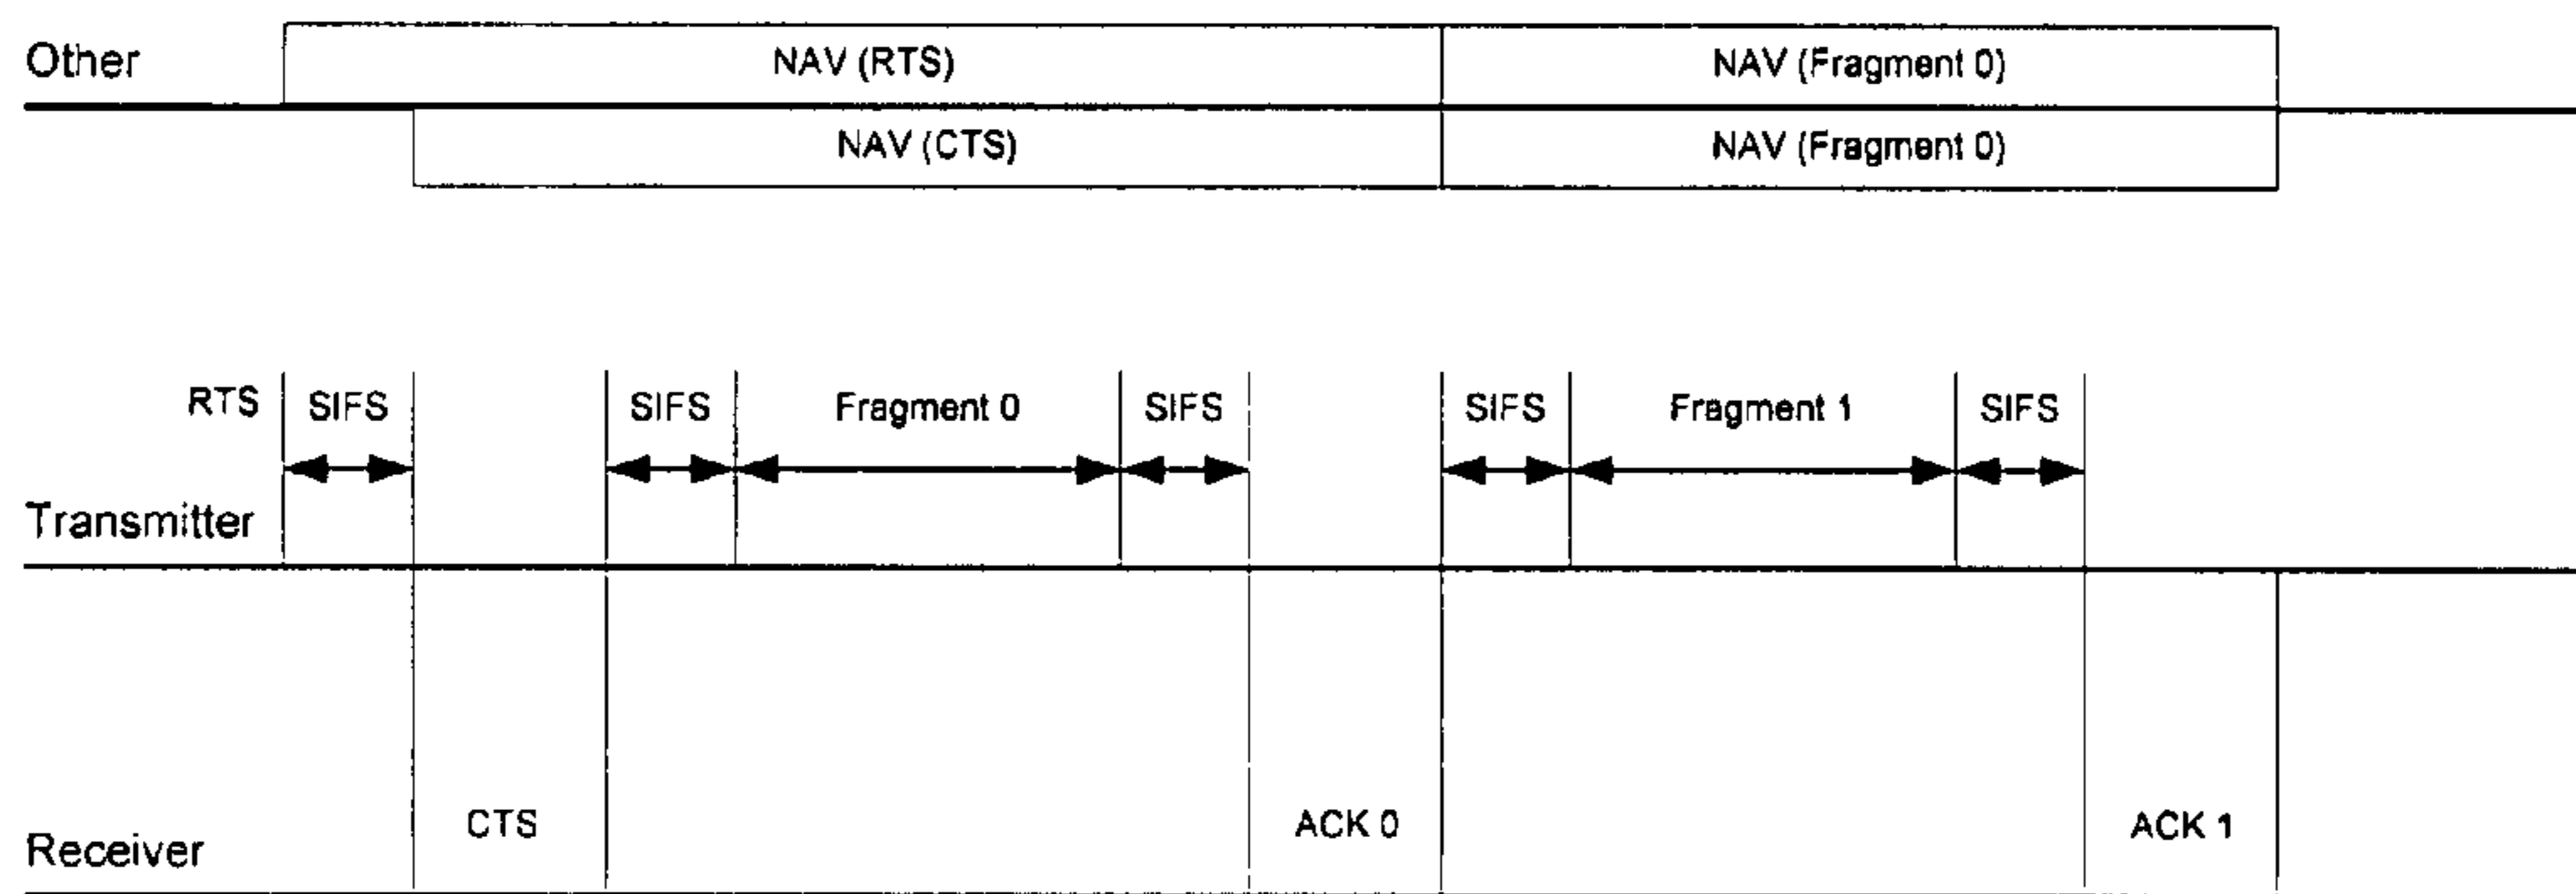 Other
NAV (RTS)
NAV (Fragment 0)
NAV (CTS)
NAV (Fragment 0)
RTS
SIFS
SIFS
Fragment 0
SIFS
SIFS
Fragment 1
SIFS
Transmitter
CTS
ACK 0
ACK 1
Receiver